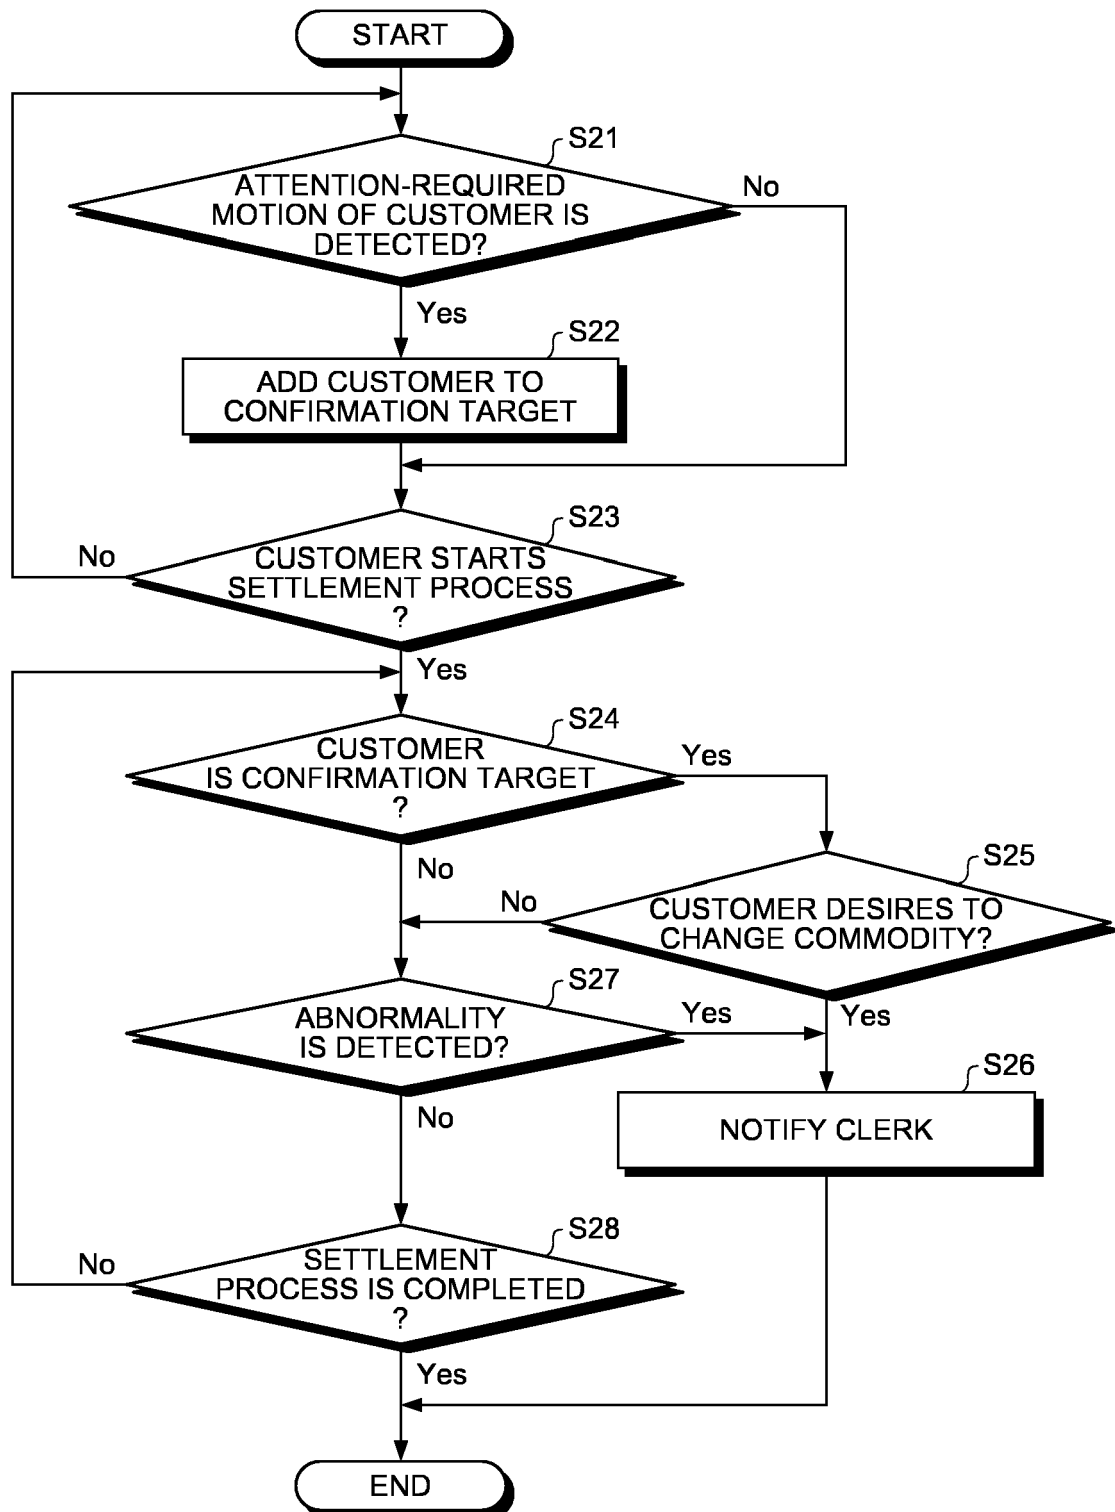 START
S21
ATTENTION-REQUIRED
MOTION OF CUSTOMER IS
DETECTED?
No
Yes
S22
ADD CUSTOMER TO
CONFIRMATION TARGET
S23
No
CUSTOMER STARTS
SETTLEMENT PROCESS
?
Yes
S24
CUSTOMER
IS CONFIRMATION TARGET
?
Yes
No
S25
No
CUSTOMER DESIRES TO
CHANGE COMMODITY?
S27
ABNORMALITY
IS DETECTED?
Yes
Yes
No
S26
NOTIFY CLERK
S28
No
SETTLEMENT
PROCESS IS COMPLETED
?
Yes
END